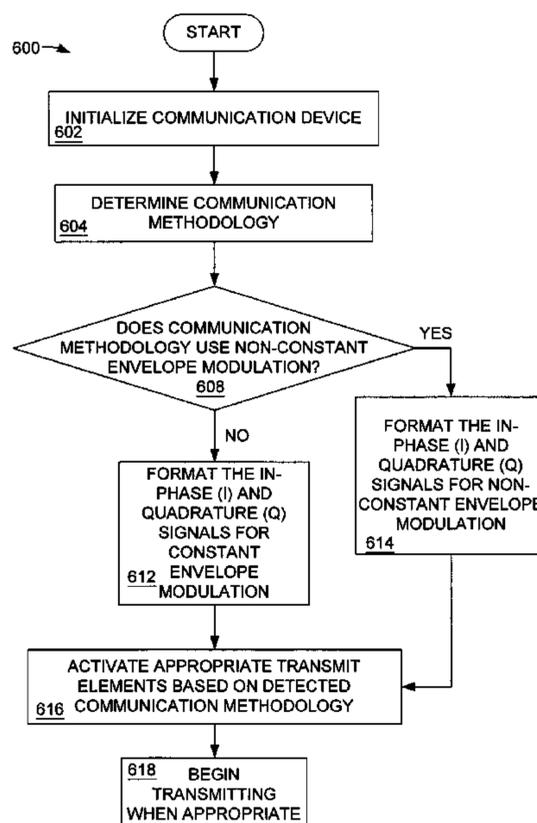 START
600
INITIALIZE COMMUNICATION DEVICE
602
DETERMINE COMMUNICATION
METHODOLOGY
604
DOES COMMUNICATION
METHODOLOGY USE NON-CONSTANT
ENVELOPE MODULATION?
608
YES
NO
FORMAT THE IN-
PHASE (I) AND
QUADRATURE (Q)
SIGNALS FOR
CONSTANT
ENVELOPE
MODULATION
612
FORMAT THE IN-
PHASE (I) AND
QUADRATURE (Q)
SIGNALS FOR NON-
CONSTANT ENVELOPE
MODULATION
614
ACTIVATE APPROPRIATE TRANSMIT
ELEMENTS BASED ON DETECTED
COMMUNICATION METHODOLOGY
616
618
BEGIN
TRANSMITTING
WHEN APPROPRIATE